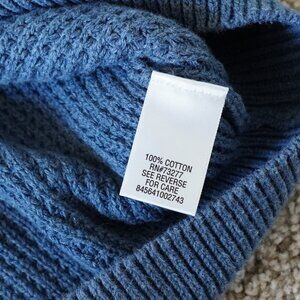 100% COTTON
RN#73277
SEE REVERSE
FOR CARE
845641002743